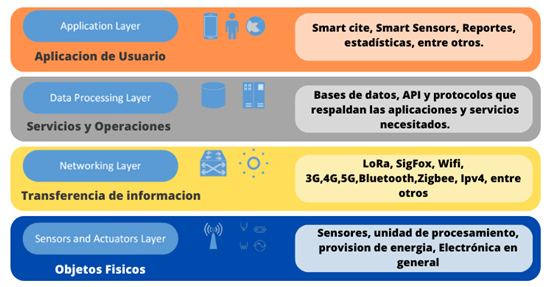 Application Layer
Aplicacion de Usuario
Smart cite, Smart Sensors, Reportes,
estadísticas, entre otros.
Data Processing Layer
Servicios y Operaciones
Bases de datos, API y protocolos que
respaldan las aplicaciones y servicios
necesitados.
Networking Layer
Transferencia de informacion
LoRa, SigFox, Wifi,
3G,4G,5G,Bluetooth,Zigbee, Ipv4, entre
otros
Sensors and Actuators Layer
Objetos Fisicos
Sensores, unidad de procesamiento,
provision de energia, Electrónica en
general